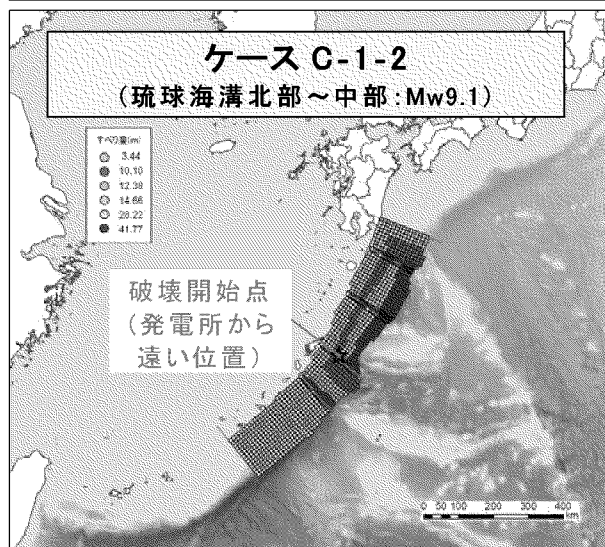 ケース C-1-2
(琉球海溝北部～中部:Mw9.1)
すべり量(m)
3.44
10.10
12.38
14.66
28.22
41.77
破壊開始点
(発電所から
遠い位置)
0 50 100 200 300 400
km